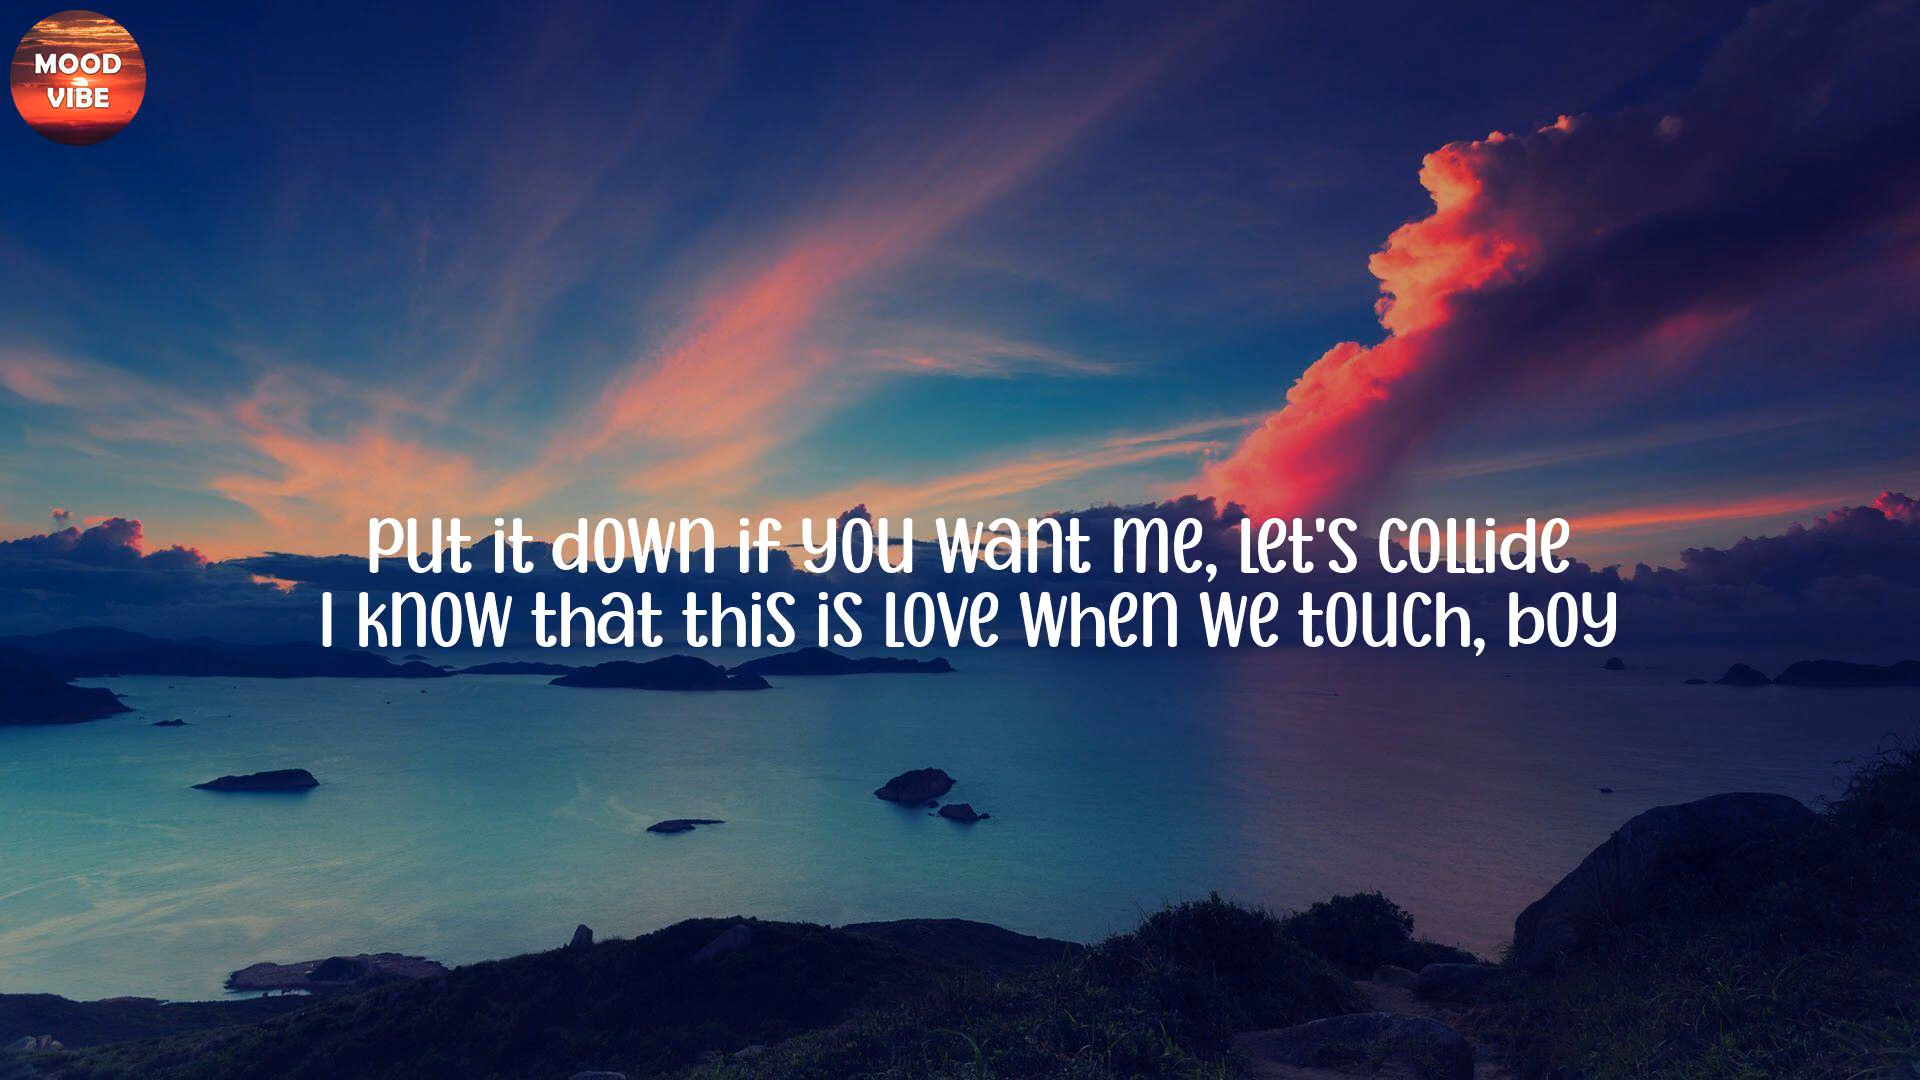 MOOD
VIBE
Put it down if you want me, let's collide
I know that this is love when we touch, boy